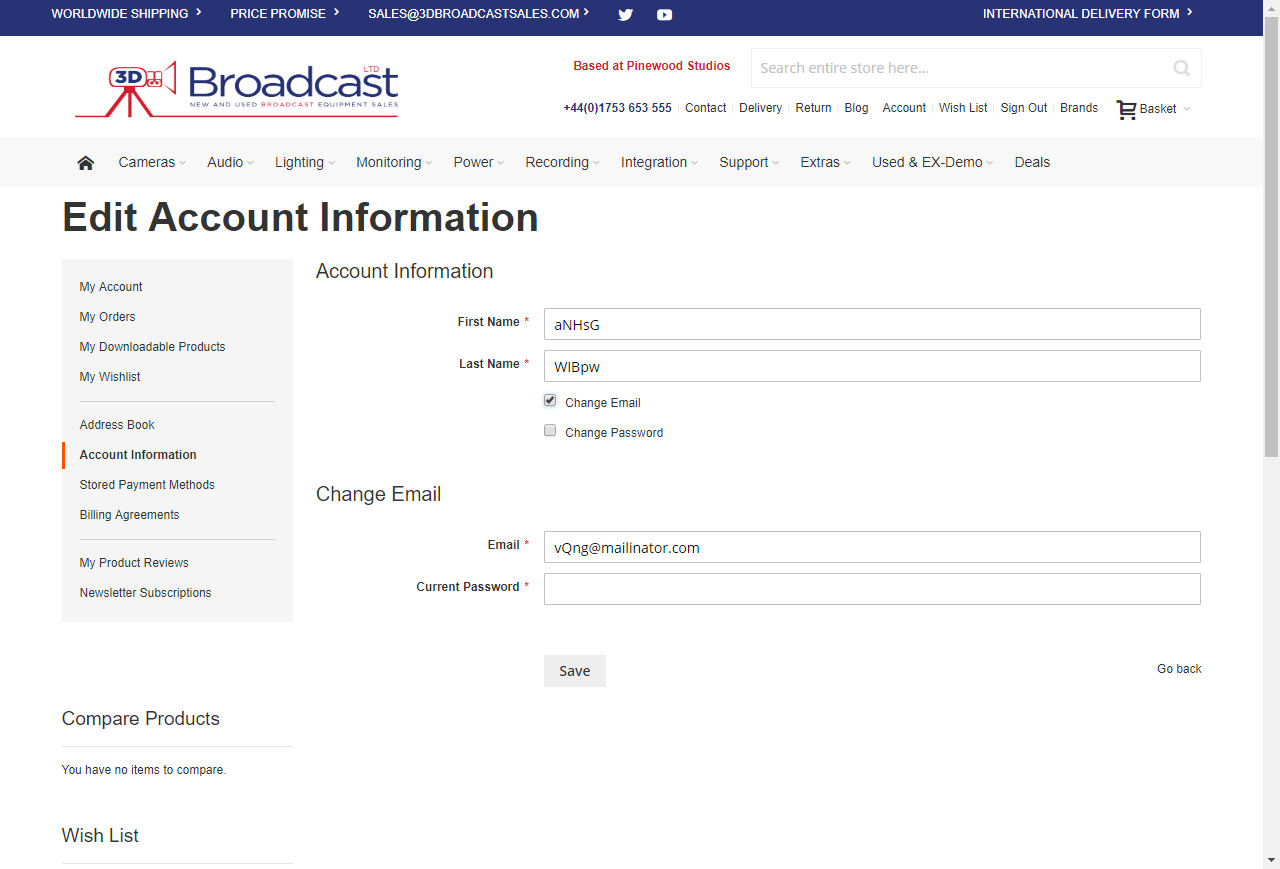 WORLDWIDE SHIPPING PRICE PROMISE SALES@3DBROADCASTSALES.COM INTERNATIONAL DELIVERY FORM
3D Broadcast LTD
NEW AND USED BROADCAST EQUIPMENT SALES
Based at Pinewood Studios Search entire store here...
+44(0)1753 653 555 Contact Delivery Return Blog Account Wish List Sign Out Brands Basket
Cameras Audio Lighting Monitoring Power Recording Integration Support Extras Used & EX-Demo Deals
Edit Account Information
My Account
My Orders
My Downloadable Products
My Wishlist
Address Book
Account Information
Stored Payment Methods
Billing Agreements
My Product Reviews
Newsletter Subscriptions
Account Information
First Name * aNHsG
Last Name * WIBpw
Change Email
Change Password
Change Email
Email * vQng@mailinator.com
Current Password *
Save Go back
Compare Products
You have no items to compare.
Wish List